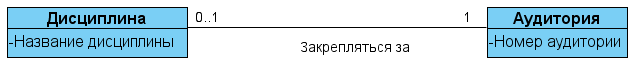 Дисциплина
-Название дисциплины
0..1
1
Закрепляться за
Аудитория
-Номер аудитории